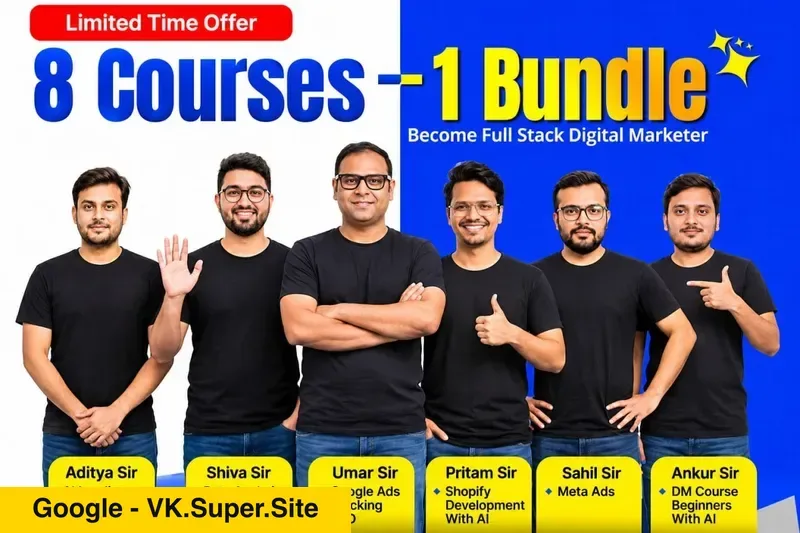 Limited Time Offer
8 Courses - 1 Bundle
Become Full Stack Digital Marketer
Aditya Sir
Shiva Sir
Umar Sir
Google Ads
Pritam Sir
Shopify
Development
With AI
Sahil Sir
Meta Ads
Ankur Sir
DM Course
Beginners
With AI
Google - VK.Super.Site